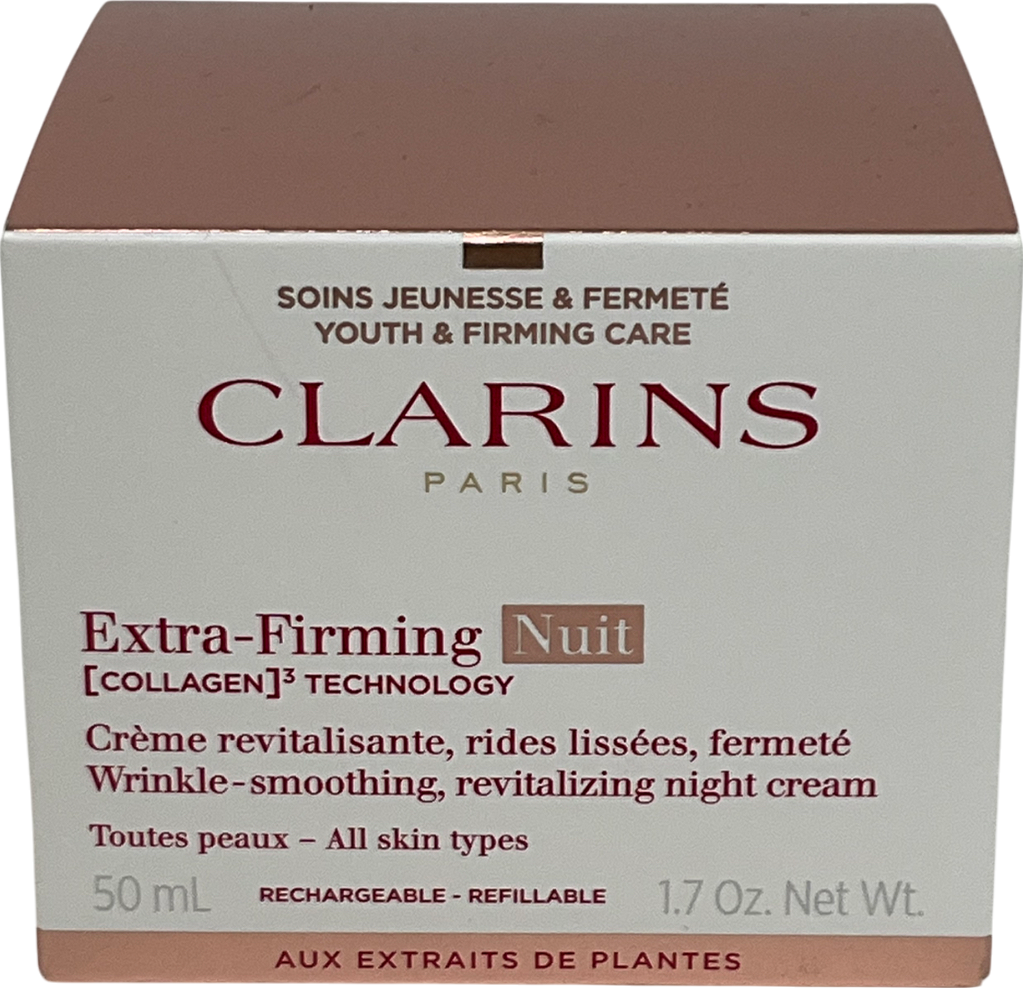 SOINS JEUNESSE & FERMETÉ
YOUTH & FIRMING CARE
CLARINS
PARIS
Extra-Firming Nuit
[COLLAGEN]³ TECHNOLOGY
Crème revitalisante, rides lissées, fermeté
Wrinkle-smoothing, revitalizing night cream
Toutes peaux – All skin types
50 mL RECHARGEABLE - REFILLABLE 1.7 Oz. Net Wt.
AUX EXTRAITS DE PLANTES